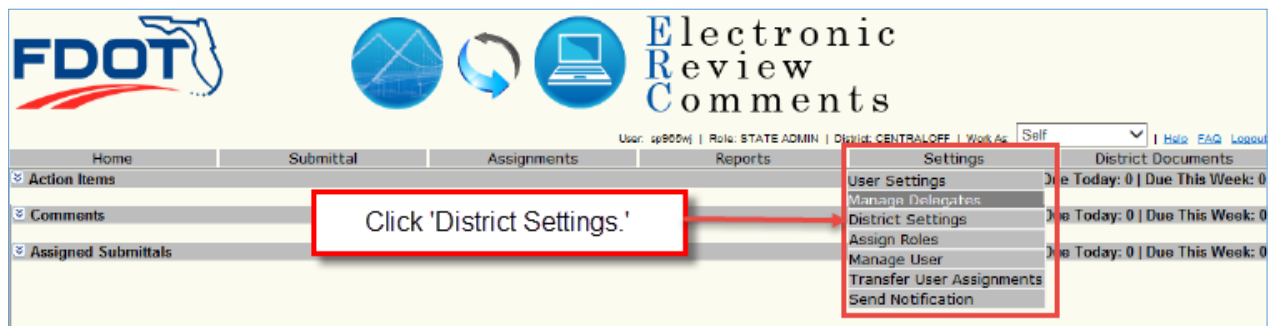 FDOT
Electronic
Review
Comments
User: sp965wj | Role: STATE ADMIN | District: CENTRALOFF | Work As: Self | Help FAQ Logout
Home Submittal Assignments Reports Settings District Documents
Action Items Due Today: 0 | Due This Week: 0
User Settings
Manage Delegates
Comments Due Today: 0 | Due This Week: 0
Click 'District Settings.'
District Settings
Assign Roles
Assigned Submittals Due Today: 0 | Due This Week: 0
Manage User
Transfer User Assignments
Send Notification